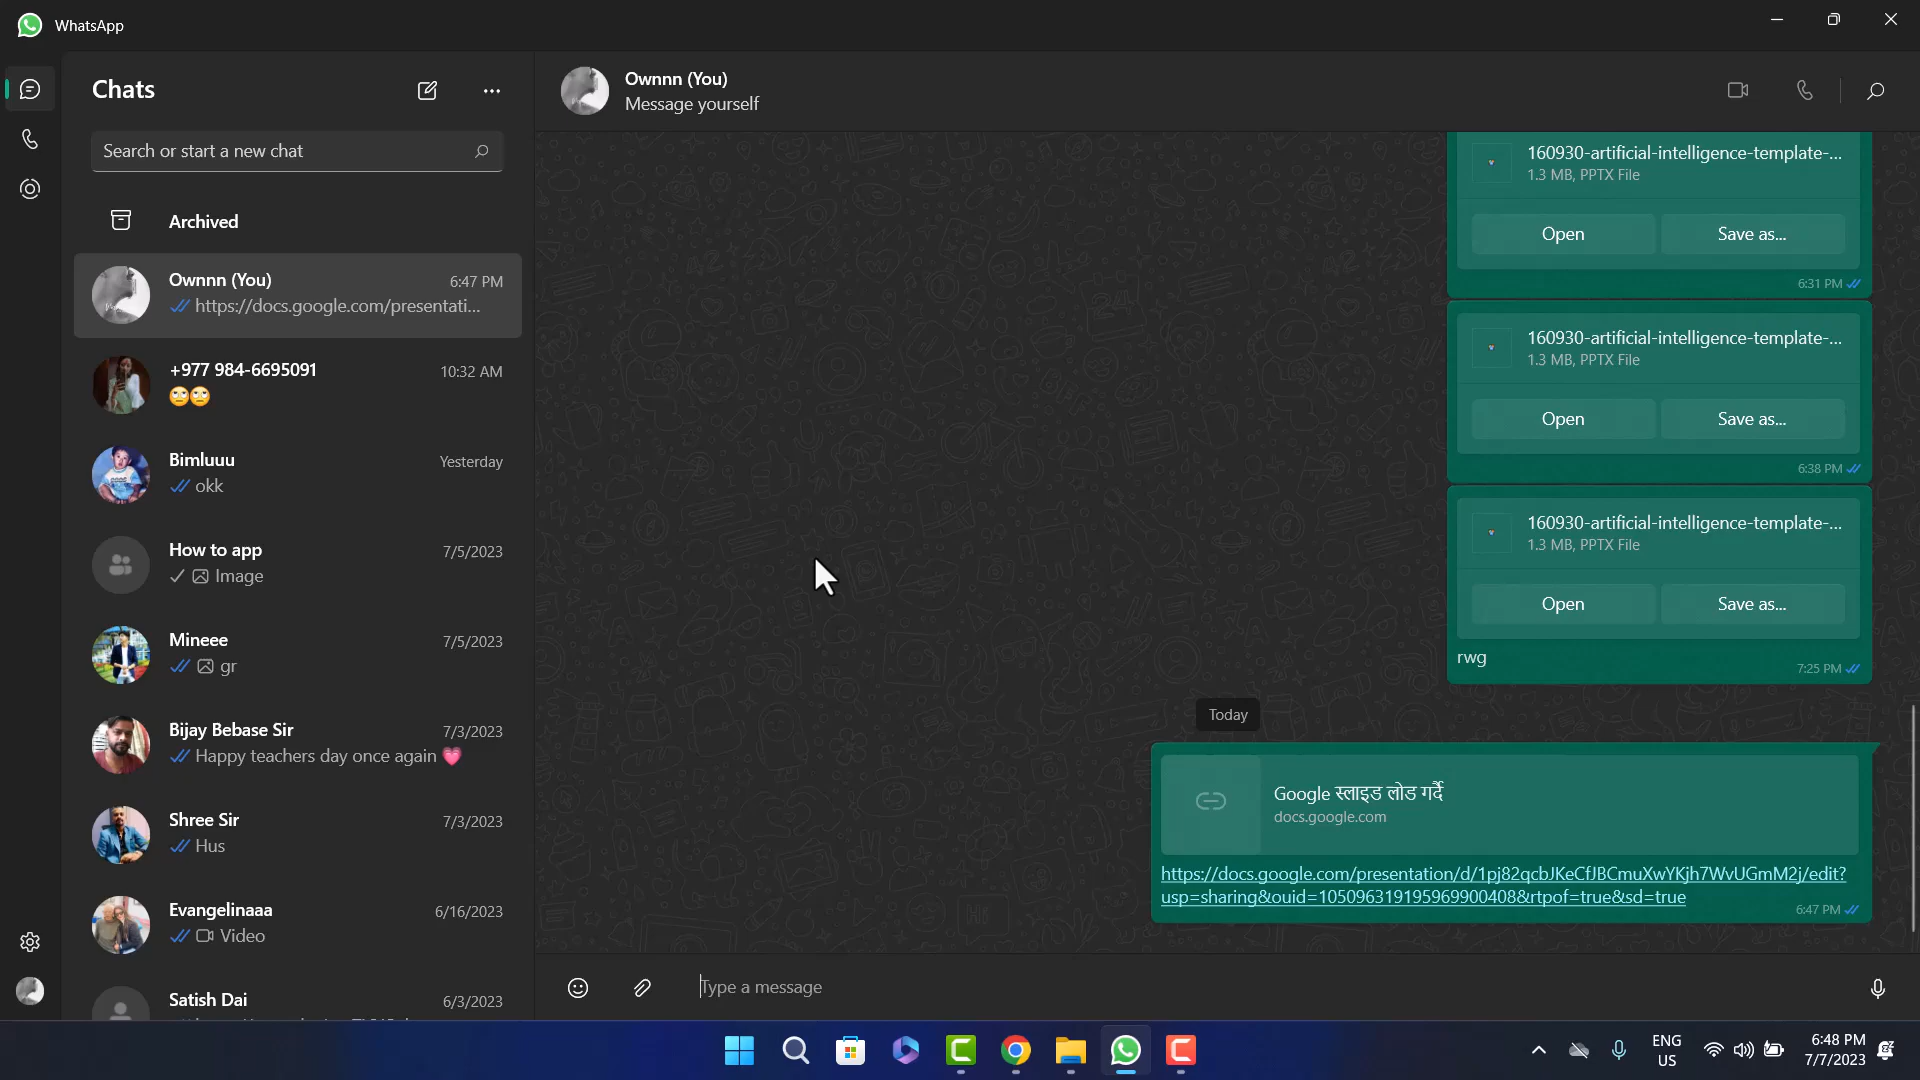 WhatsApp
Chats
Search or start a new chat
Archived
Ownnn (You)
6:47 PM
https://docs.google.com/presentati...
+977 984-6695091
10:32 AM
🙄🙄
Bimluuu
Yesterday
okk
How to app
7/5/2023
Image
Mineee
7/5/2023
gr
Bijay Bebase Sir
7/3/2023
Happy teachers day once again 💗
Shree Sir
7/3/2023
Hus
Evangelinaaa
6/16/2023
Video
Satish Dai
6/3/2023
Ownnn (You)
Message yourself
160930-artificial-intelligence-template-...
1.3 MB, PPTX File
Open Save as...
6:31 PM
160930-artificial-intelligence-template-...
1.3 MB, PPTX File
Open Save as...
6:38 PM
160930-artificial-intelligence-template-...
1.3 MB, PPTX File
Open Save as...
rwg
7:25 PM
Today
Google स्लाइड लोड गर्दै
docs.google.com
https://docs.google.com/presentation/d/1pj82qcbJKeCfJBCmuXwYKjh7WvUGmM2j/edit?
usp=sharing&ouid=105096319195969900408&rtpof=true&sd=true
6:47 PM
Type a message
ENG
US
6:48 PM
7/7/2023